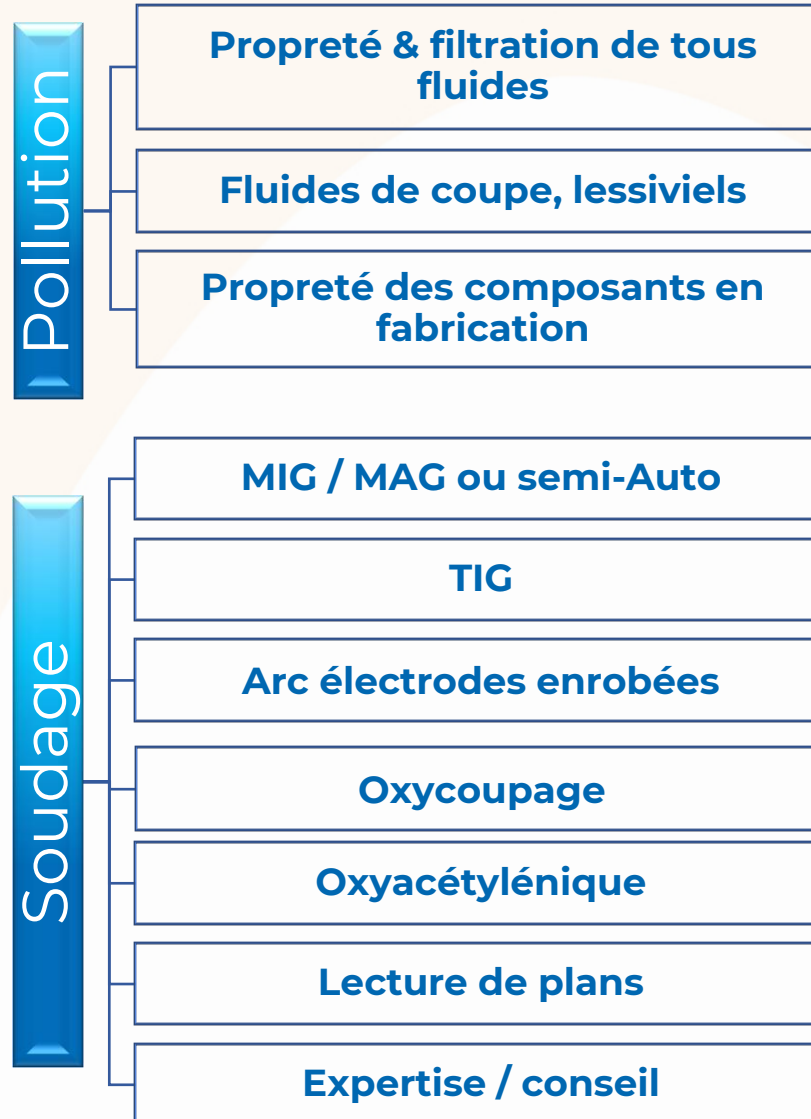 Pollution
Propreté & filtration de tous
fluides
Fluides de coupe, lessiviels
Propreté des composants en
fabrication
Soudage
MIG / MAG ou semi-Auto
TIG
Arc électrodes enrobées
Oxycoupage
Oxyacétylénique
Lecture de plans
Expertise / conseil